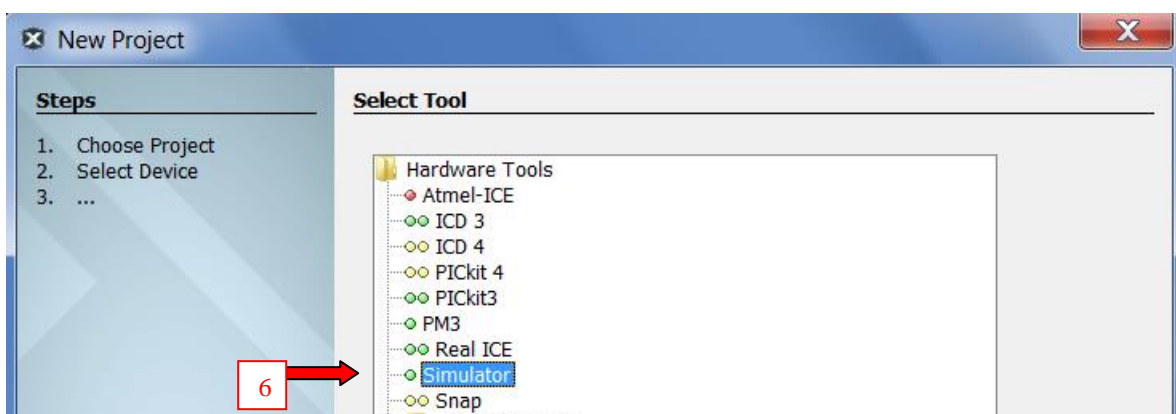 New Project
X
Steps
1. Choose Project
2. Select Device
3. ...
Select Tool
Hardware Tools
Atmel-ICE
ICD 3
ICD 4
PICkit 4
PICkit3
PM3
Real ICE
Simulator
Snap
6